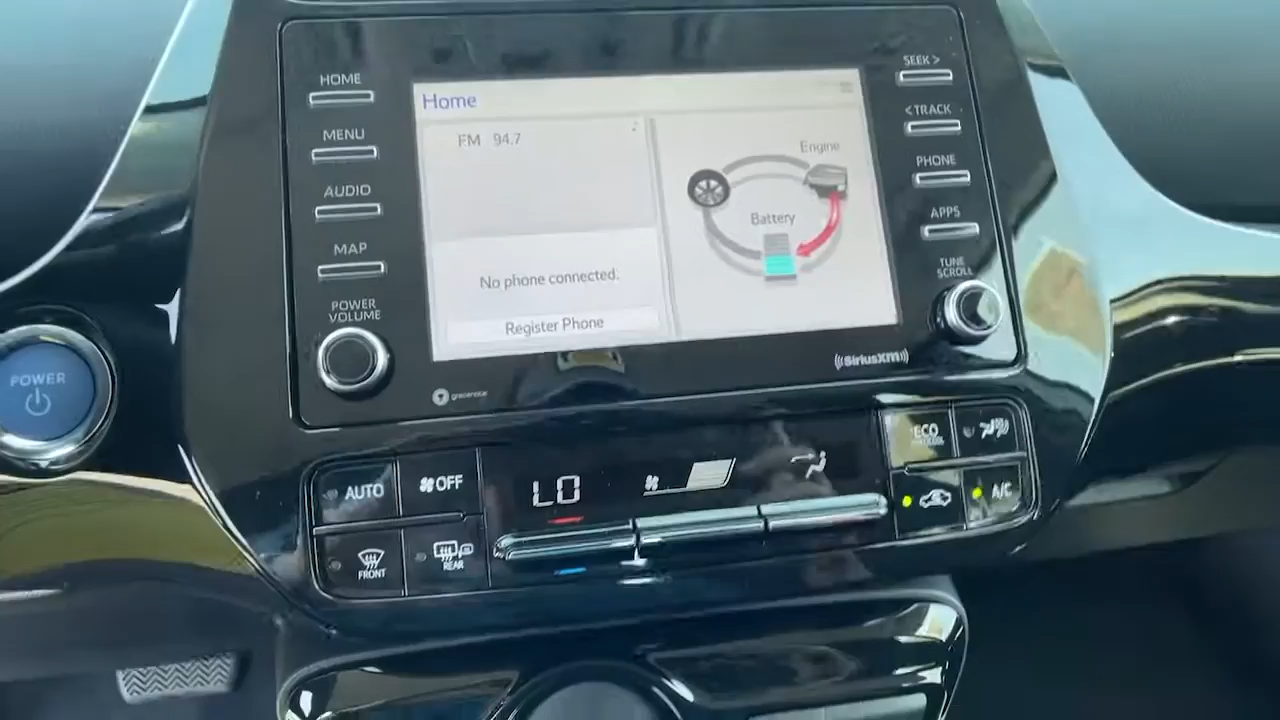 HOME
MENU
AUDIO
MAP
POWER
VOLUME
Home
FM 94.7
No phone connected.
Register Phone
Engine
Battery
SEEK >
< TRACK
PHONE
APPS
TUNE
SCROLL
((SiriusXM))
gracenote
POWER
AUTO
OFF
LO
ECO
FRONT
REAR
A/C